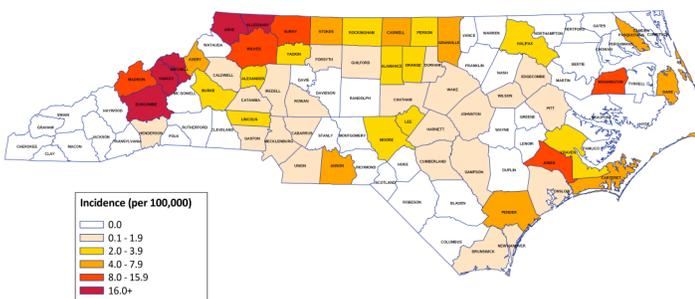 ASHE
ALLEGHANY
SURRY
STOKES
ROCKINGHAM
CASWELL
PERSON
GRANVILLE
VANCE
WARREN
NORTHAMPTON
HERTFORD
GATES
HALIFAX
WATAUGA
WILKES
YADKIN
FORSYTH
GUILFORD
ALAMANCE
ORANGE
DURHAM
FRANKLIN
NASH
EDGECOMBE
BERTIE
CHOWAN
AVERY
MITCHELL
CALDWELL
ALEXANDER
IREDELL
DAVIE
DAVIDSON
RANDOLPH
CHATHAM
WAKE
WILSON
WASHINGTON
TYRRELL
DARE
MADISON
YANCEY
BURKE
CATAWBA
ROWAN
JOHNSTON
PITT
BEAUFORT
HAYWOOD
BUNCOMBE
MCDOWELL
LINCOLN
LEE
WAYNE
SWAIN
RUTHERFORD
CLEVELAND
GASTON
MECKLENBURG
CABARRUS
STANLY
MONTGOMERY
MOORE
HARNETT
LENOIR
CRAVEN
PAMLICO
GRAHAM
JACKSON
HENDERSON
POLK
TRANSYLVANIA
CHEROKEE
CLAY
MACON
UNION
ANSON
RICHMOND
HOKE
CUMBERLAND
SAMPSON
DUPLIN
JONES
CARTERET
SCOTLAND
ONSLOW
ROBESON
BLADEN
PENDER
COLUMBUS
BRUNSWICK
NEW HANOVER
Incidence (per 100,000)
0.0
0.1 - 1.9
2.0 - 3.9
4.0 - 7.9
8.0 - 15.9
16.0+